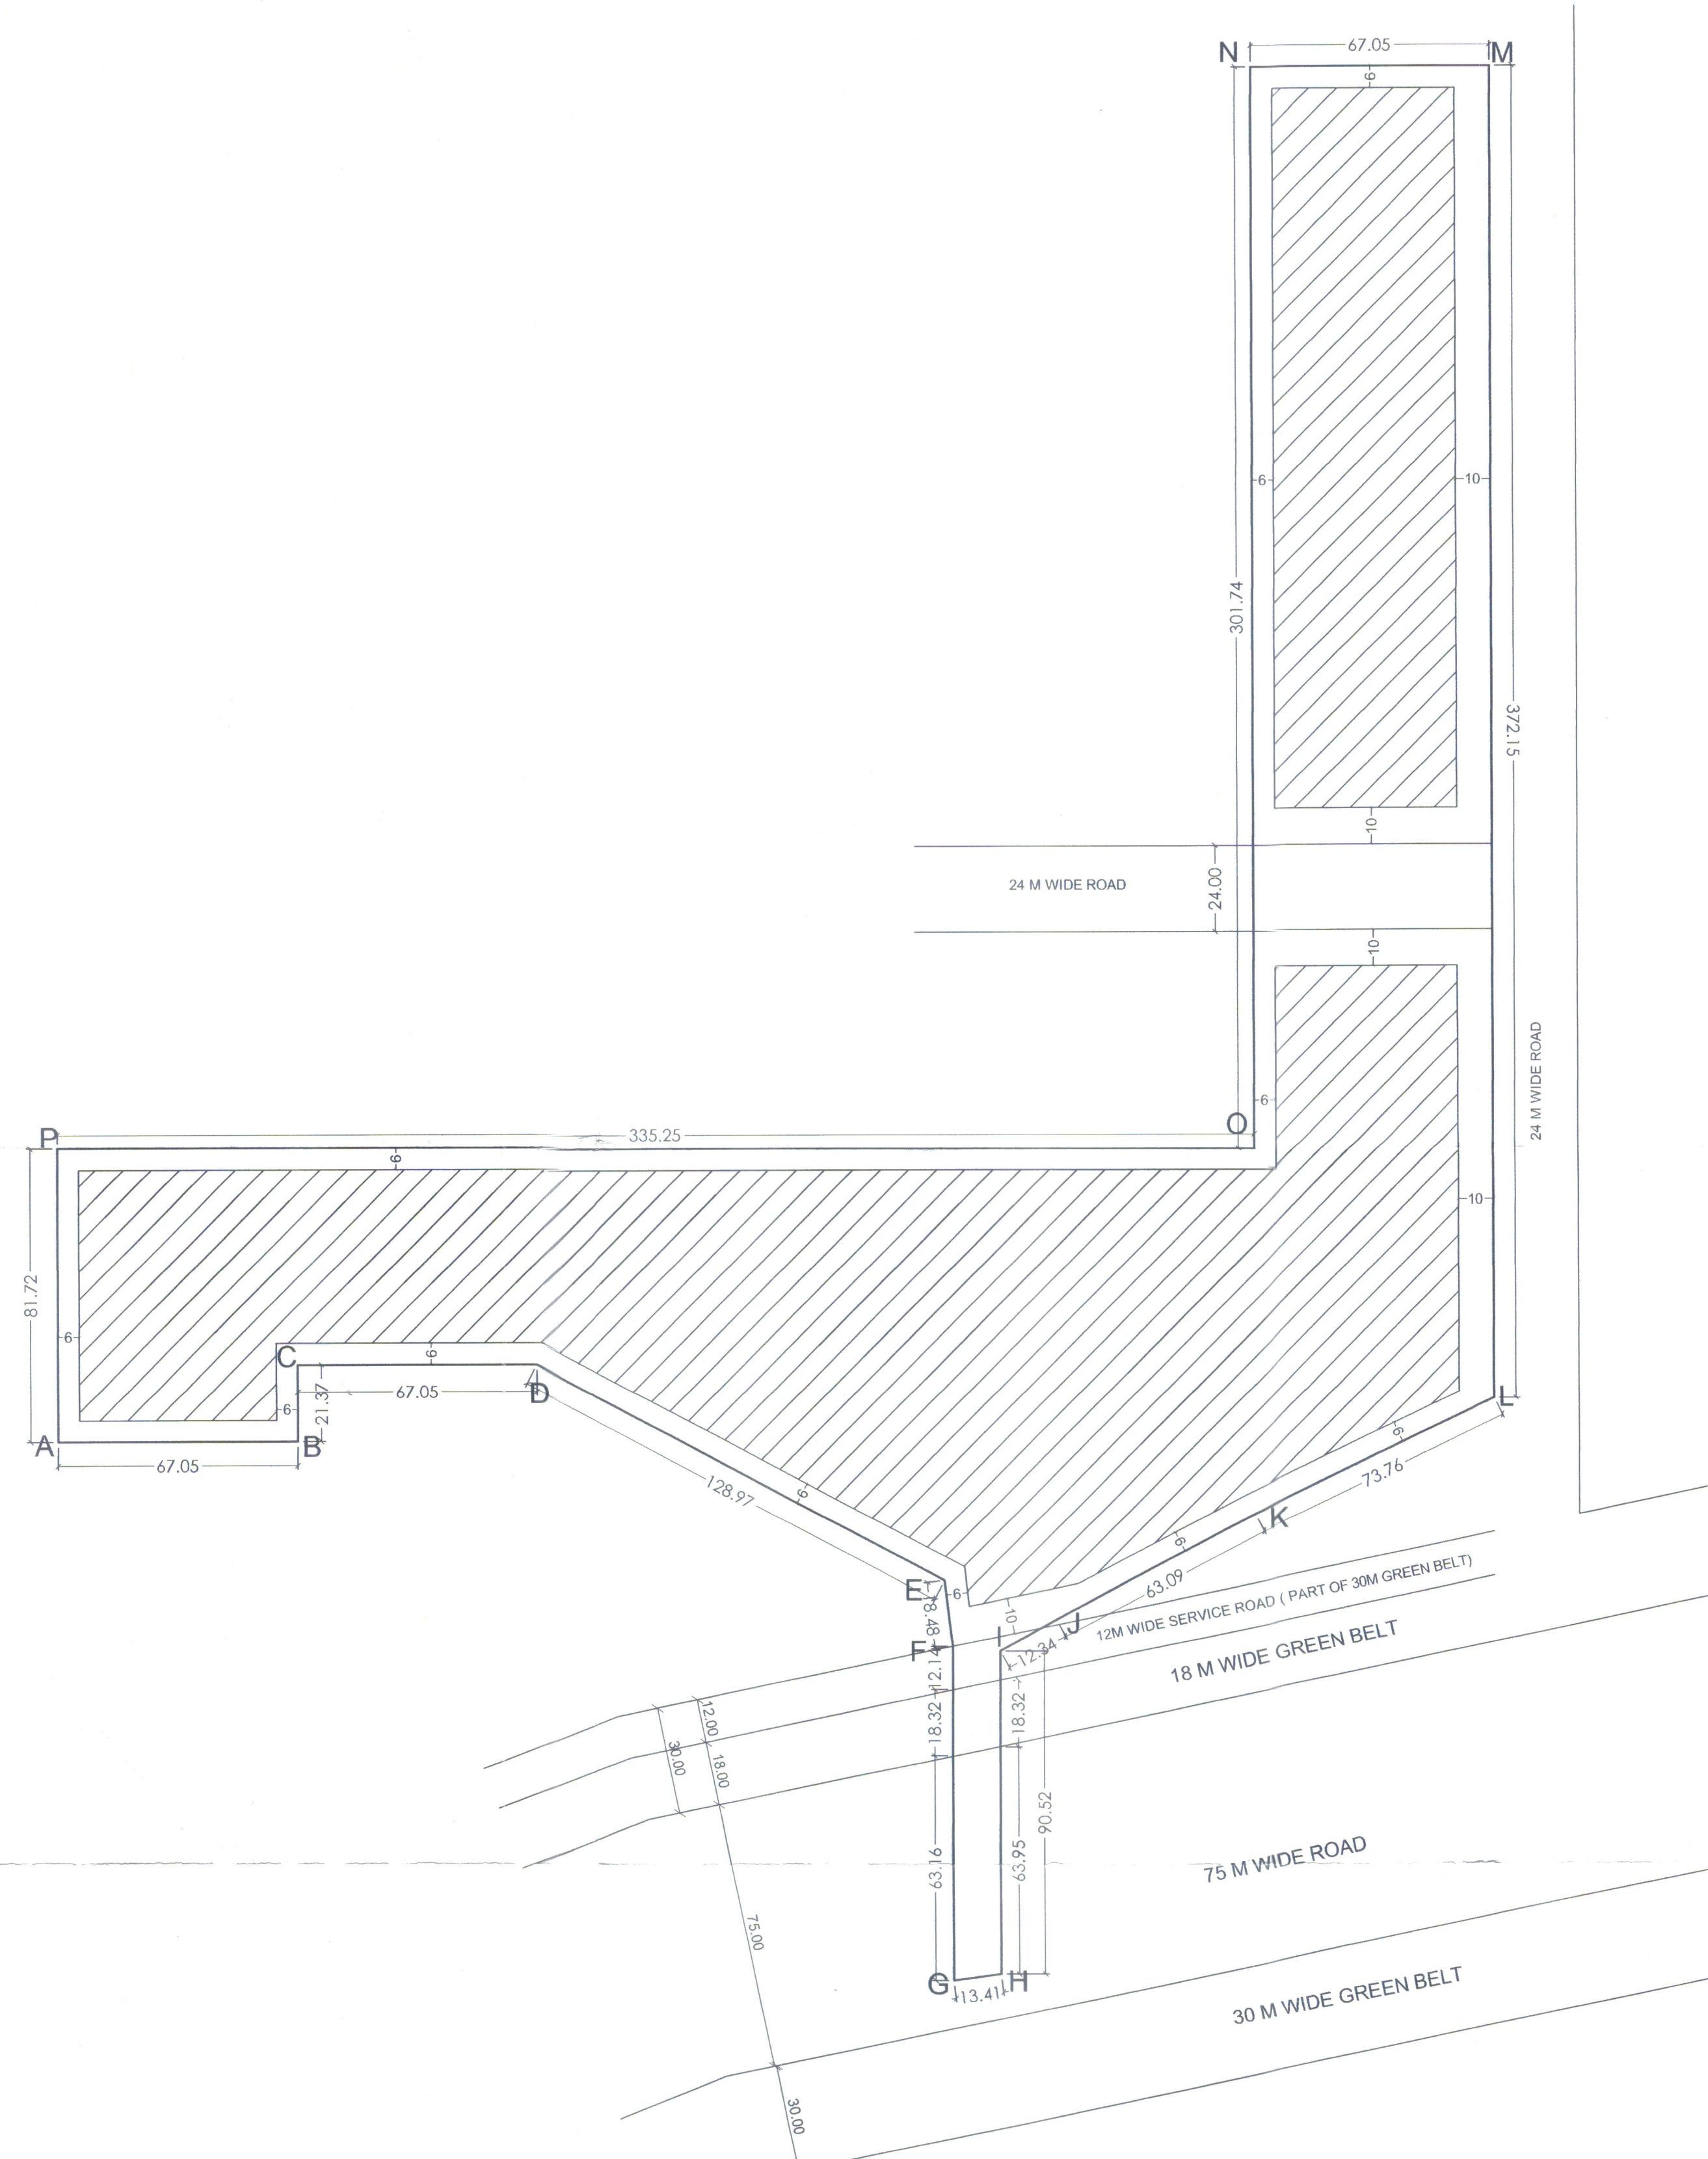 N
67.05
M
6
6
10
301.74
372.15
10
24 M WIDE ROAD
24.00
10
24 M WIDE ROAD
6
O
P
335.25
6
10
81.72
6
C
6
67.05
D
6
21.37
A
B
67.05
128.97
6
6
L
73.76
K
6
63.09
E
6
18.48
10
I
J
12M WIDE SERVICE ROAD ( PART OF 30M GREEN BELT)
F
12.14
12.34
18 M WIDE GREEN BELT
12.00
18.32
18.32
30.00
18.00
90.52
63.16
63.95
75 M WIDE ROAD
75.00
G
13.41
H
30 M WIDE GREEN BELT
30.00